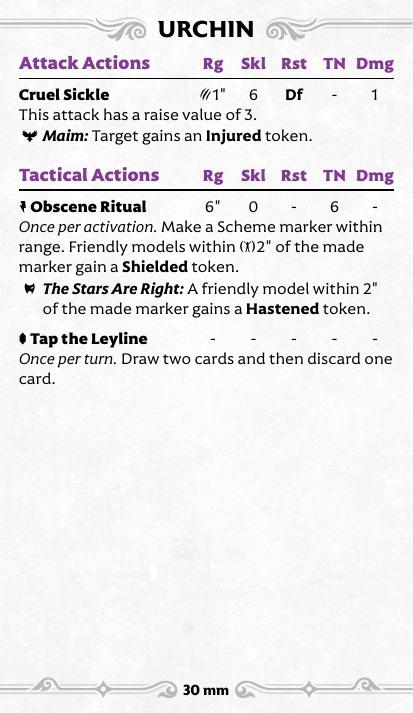 URCHIN
Attack Actions Rg Skl Rst TN Dmg
Cruel Sickle 1" 6 Df - 1
This attack has a raise value of 3.
Maim: Target gains an Injured token.
Tactical Actions Rg Skl Rst TN Dmg
Obscene Ritual 6" 0 - 6 -
Once per activation. Make a Scheme marker within
range. Friendly models within 2" of the made
marker gain a Shielded token.
The Stars Are Right: A friendly model within 2"
of the made marker gains a Hastened token.
Tap the Leyline - - - - -
Once per turn. Draw two cards and then discard one
card.
30 mm